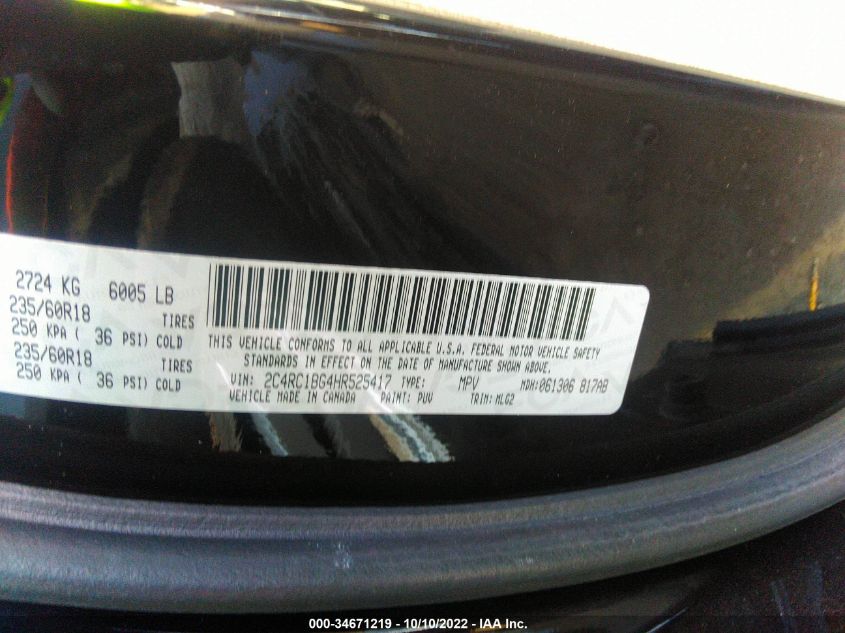 2724 KG 6005 LB
235/60R18 TIRES
250 KPA ( 36 PSI) COLD
235/60R18 TIRES
250 KPA ( 36 PSI) COLD
THIS VEHICLE CONFORMS TO ALL APPLICABLE U.S.A. FEDERAL MOTOR VEHICLE SAFETY
STANDARDS IN EFFECT ON THE DATE OF MANUFACTURE SHOWN ABOVE.
VIN: 2C4RC1BG4HR525417 TYPE: MPV MDH: 061306 817AB
VEHICLE MADE IN CANADA PAINT: PUV TRIM: MLG2
000-34671219 - 10/10/2022 - IAA Inc.